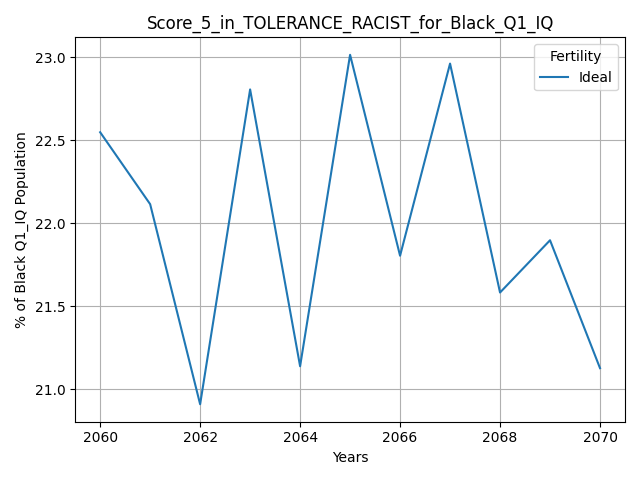 Score_5_in_TOLERANCE_RACIST_for_Black_Q1_IQ
Fertility
Ideal
% of Black Q1_IQ Population
23.0
22.5
22.0
21.5
21.0
2060 2062 2064 2066 2068 2070
Years